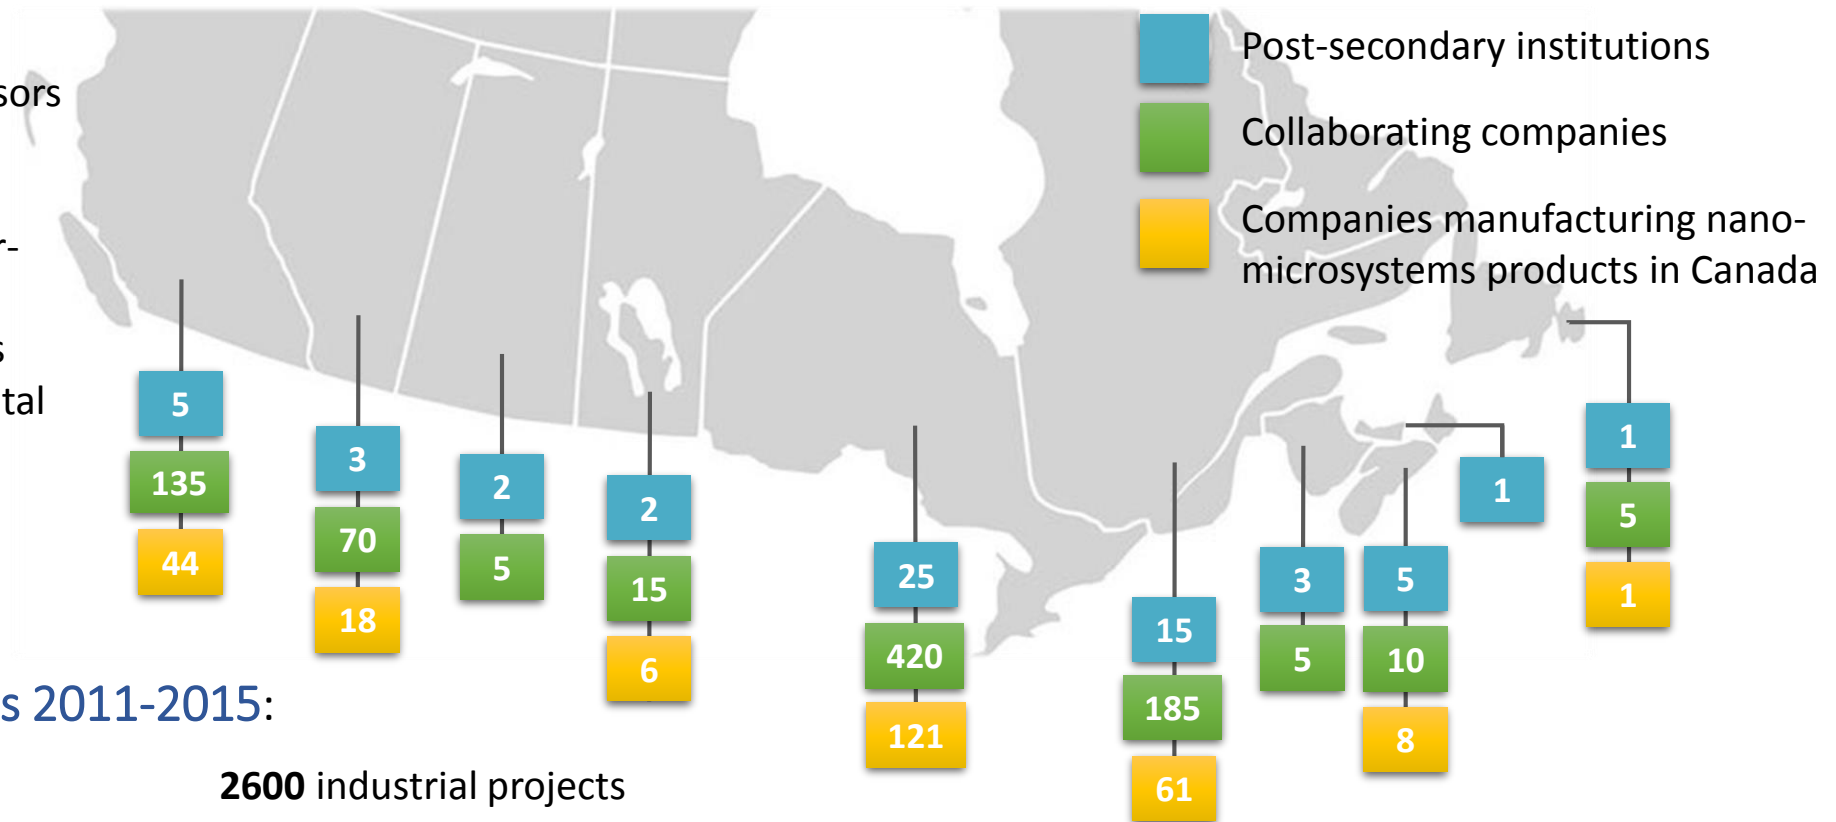 sors
r-
s
tal
s 2011-2015:
2600 industrial projects
Post-secondary institutions
Collaborating companies
Companies manufacturing nano-
microsystems products in Canada
5
135
44
3
70
18
2
5
2
15
6
25
420
121
15
185
61
3
5
5
10
8
1
1
5
1